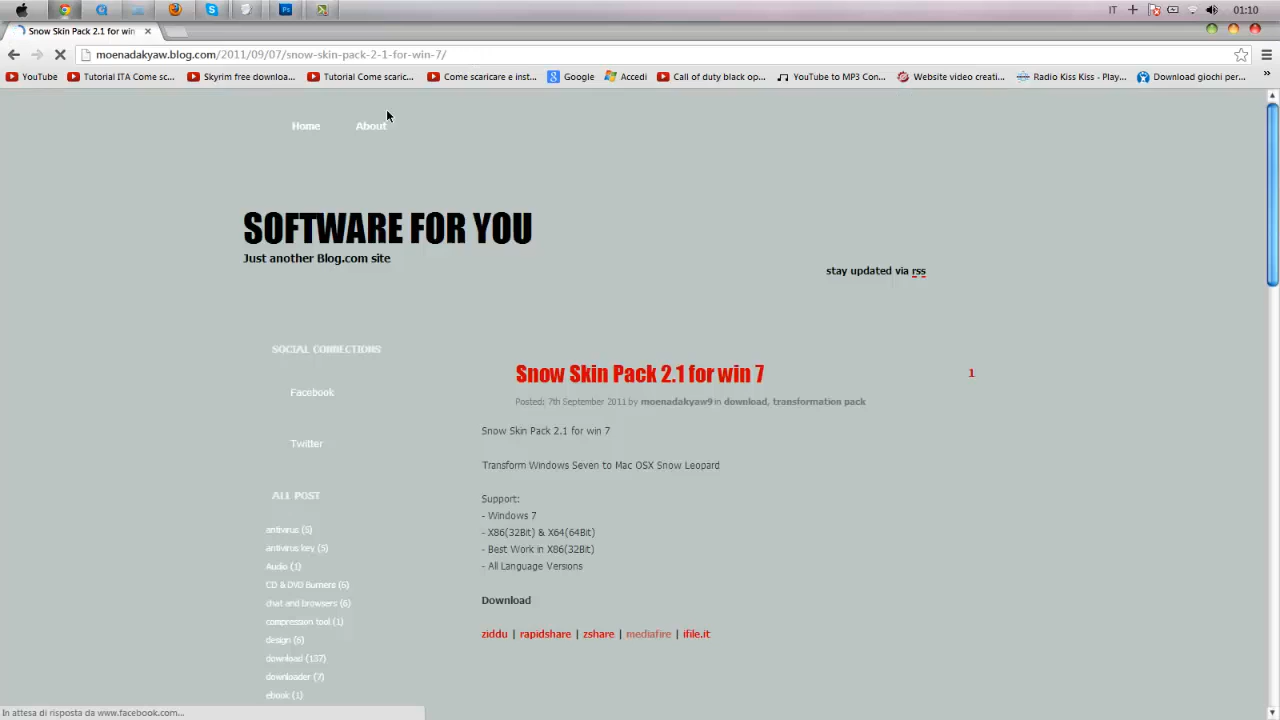 IT 01:10
Snow Skin Pack 2.1 for win
moenadakyaw.blog.com/2011/09/07/snow-skin-pack-2-1-for-win-7/
YouTube Tutorial ITA Come sc... Skyrim free downloa... Tutorial Come scaric... Come scaricare e inst... Google Accedi Call of duty black op... YouTube to MP3 Con... Website video creati... Radio Kiss Kiss - Play... Download giochi per... »
Home About
SOFTWARE FOR YOU
Just another Blog.com site
stay updated via rss
SOCIAL CONNECTIONS
Facebook
Twitter
ALL POST
antivirus (5)
antivirus key (5)
Audio (1)
CD & DVD Burners (6)
chat and browsers (6)
compression tool (1)
design (6)
download (137)
downloader (7)
ebook (1)
Snow Skin Pack 2.1 for win 7 1
Posted: 7th September 2011 by moenadakyaw9 in download, transformation pack
Snow Skin Pack 2.1 for win 7
Transform Windows Seven to Mac OSX Snow Leopard
Support:
- Windows 7
- X86(32Bit) & X64(64Bit)
- Best Work in X86(32Bit)
- All Language Versions
Download
ziddu | rapidshare | zshare | mediafire | ifile.it
In attesa di risposta da www.facebook.com...